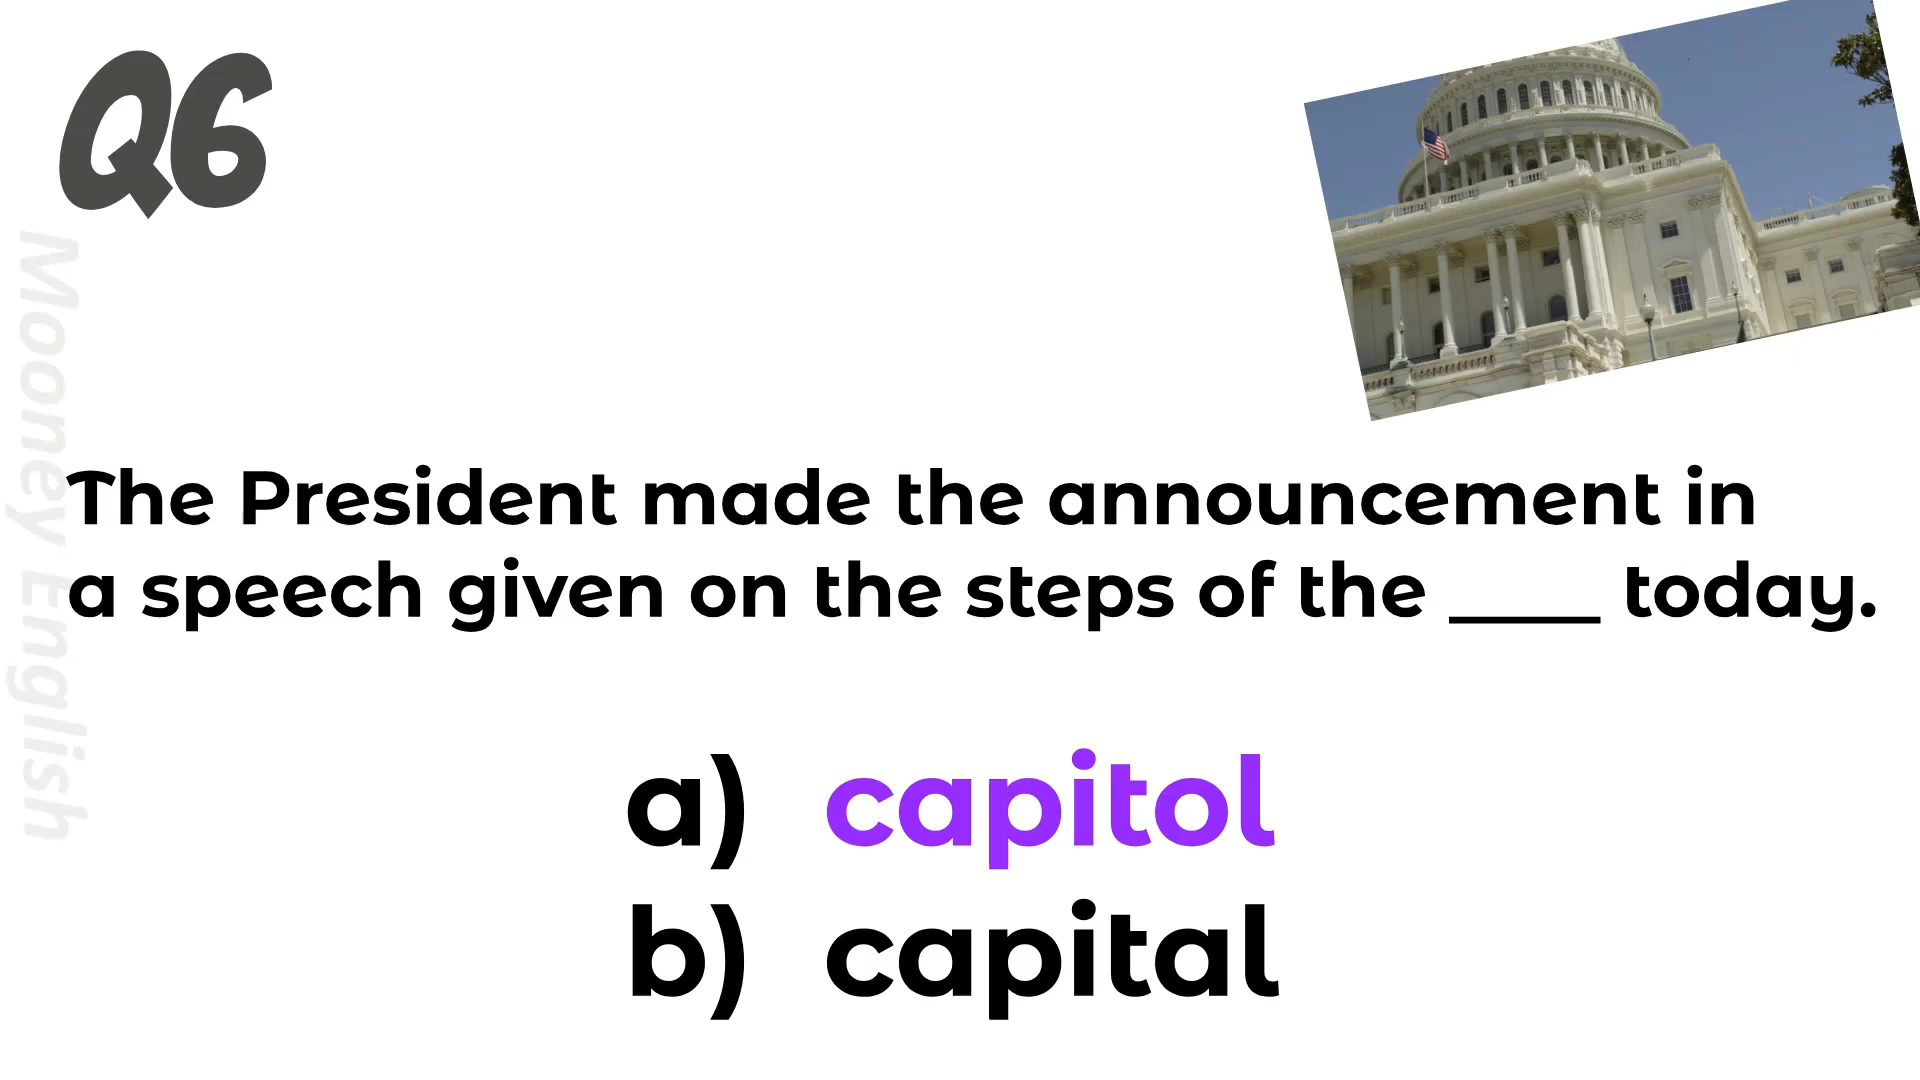 Q6
Mooney English
The President made the announcement in
a speech given on the steps of the ____ today.
a) capitol
b) capital